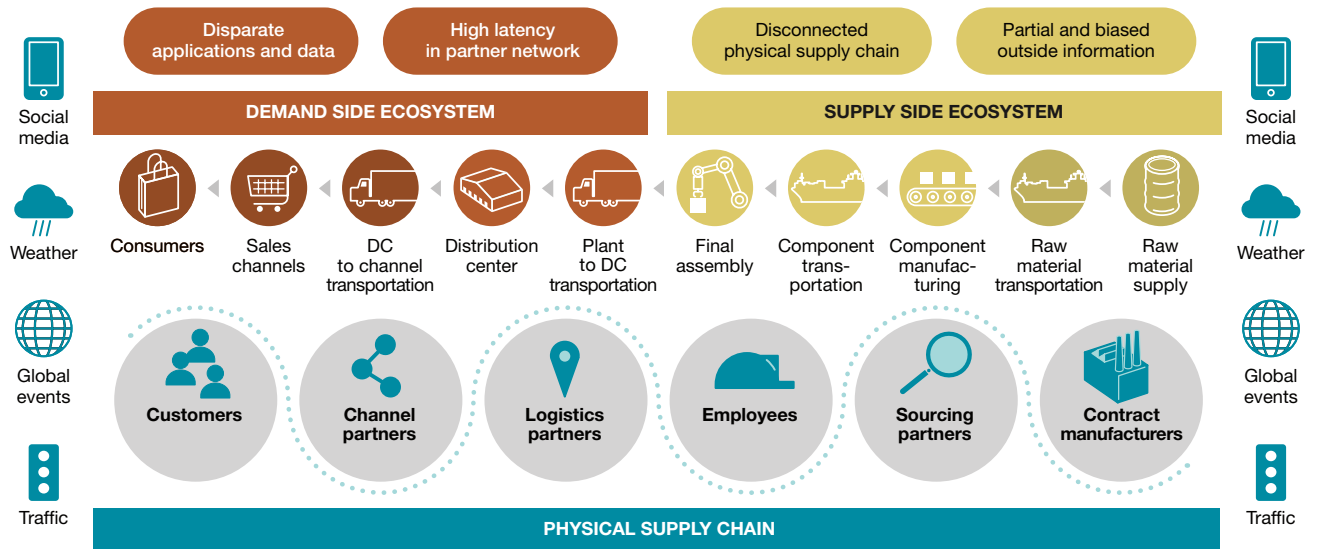 Disparate
applications and data
High latency
in partner network
Disconnected
physical supply chain
Partial and biased
outside information
Social
media
Weather
Global
events
Traffic
DEMAND SIDE ECOSYSTEM
SUPPLY SIDE ECOSYSTEM
Consumers
Sales
channels
DC
to channel
transportation
Distribution
center
Plant
to DC
transportation
Final
assembly
Component
trans-
portation
Component
manufac-
turing
Raw
material
transportation
Raw
material
supply
Customers
Channel
partners
Logistics
partners
Employees
Sourcing
partners
Contract
manufacturers
PHYSICAL SUPPLY CHAIN
Social
media
Weather
Global
events
Traffic